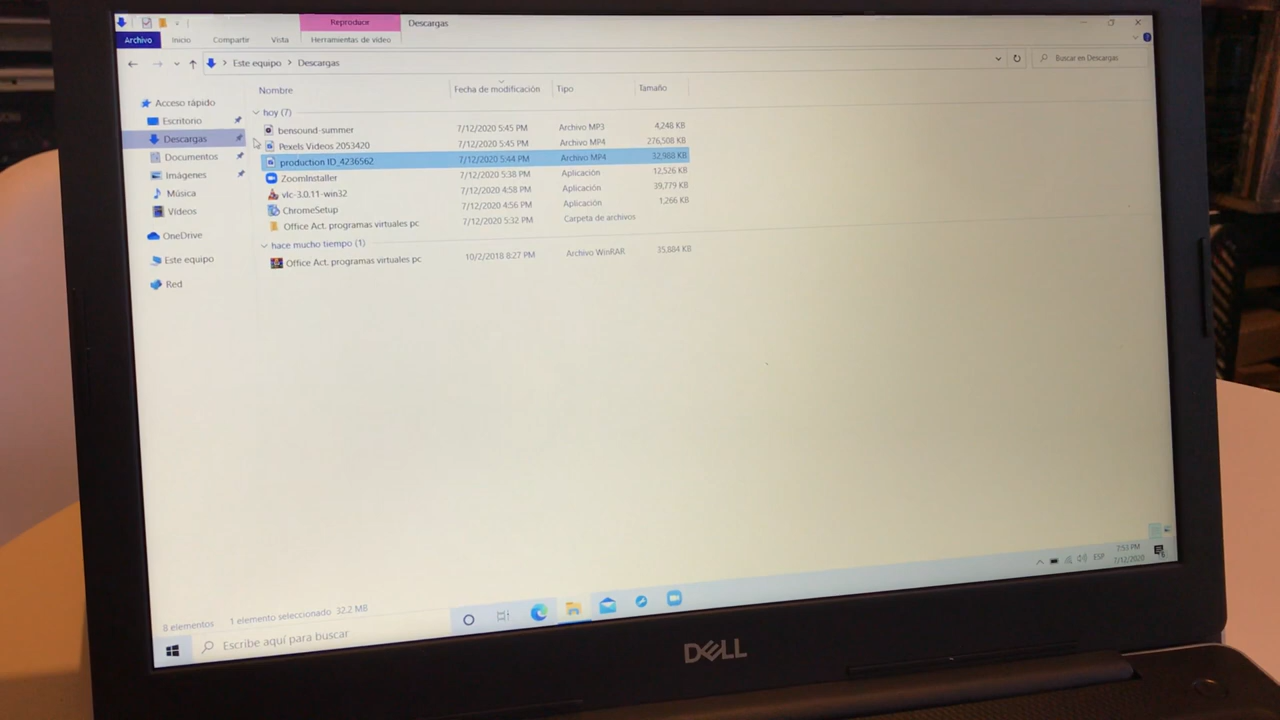 Reproduce Descargas
Archivo Inicio Compartir Vista Herramientas de video
Este equipo > Descargas Buscar en Descargas
Nombre Fecha de modificación Tipo Tamaño
Acceso rápido
Escritorio
Descargas
Documentos
Imágenes
Música
Vídeos
OneDrive
Este equipo
Red
hoy (7)
bensound-summer 7/12/2020 5:45 PM Archivo MP3 4,248 KB
Pexels Videos 2053420 7/12/2020 5:45 PM Archivo MP4 276,508 KB
production ID_4236562 7/12/2020 5:44 PM Archivo MP4 32,988 KB
ZoomInstaller 7/12/2020 5:38 PM Aplicación 12,526 KB
vlc-3.0.11-win32 7/12/2020 4:58 PM Aplicación 39,779 KB
ChromeSetup 7/12/2020 4:56 PM Aplicación 1,266 KB
Office Act. programas virtuales pc 7/12/2020 5:32 PM Carpeta de archivos
hace mucho tiempo (1)
Office Act. programas virtuales pc 10/2/2018 8:27 PM Archivo WinRAR 35,884 KB
8 elementos 1 elemento seleccionado 32.2 MB
Escribe aquí para buscar
ESP 7:53 PM
7/12/2020
DELL